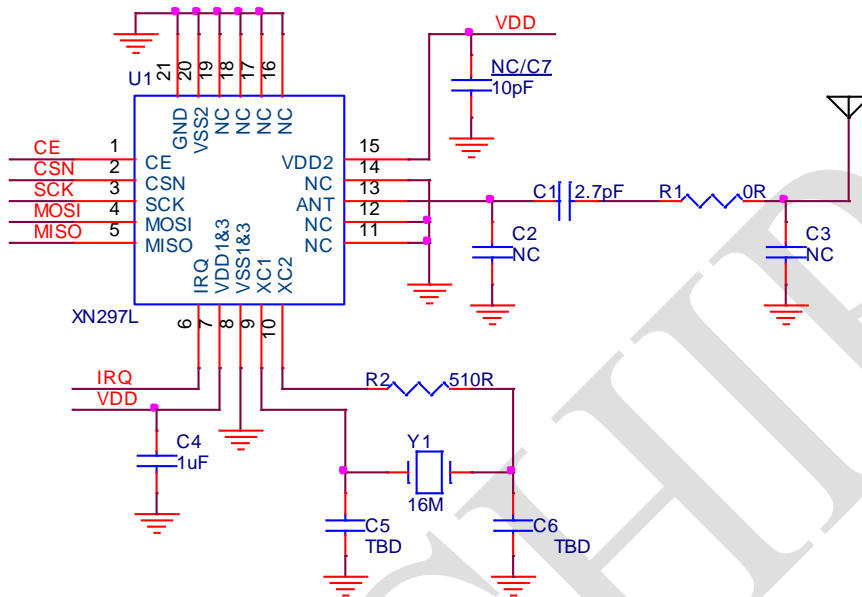 VDD
U1
21
20
19
18
17
16
GND
VSS2
NC
NC
NC
NC
NC/C7
10pF
CE
1
CE
CSN
2
CSN
SCK
3
SCK
MOSI
4
MOSI
MISO
5
MISO
15
VDD2
14
NC
13
ANT
12
NC
11
NC
C1 2.7pF
R1 0R
C2
NC
C3
NC
IRQ
VDD1&3
VSS1&3
XC1
XC2
XN297L
6
7
8
9
10
IRQ
VDD
R2 510R
C4
1uF
Y1
16M
C5
TBD
C6
TBD